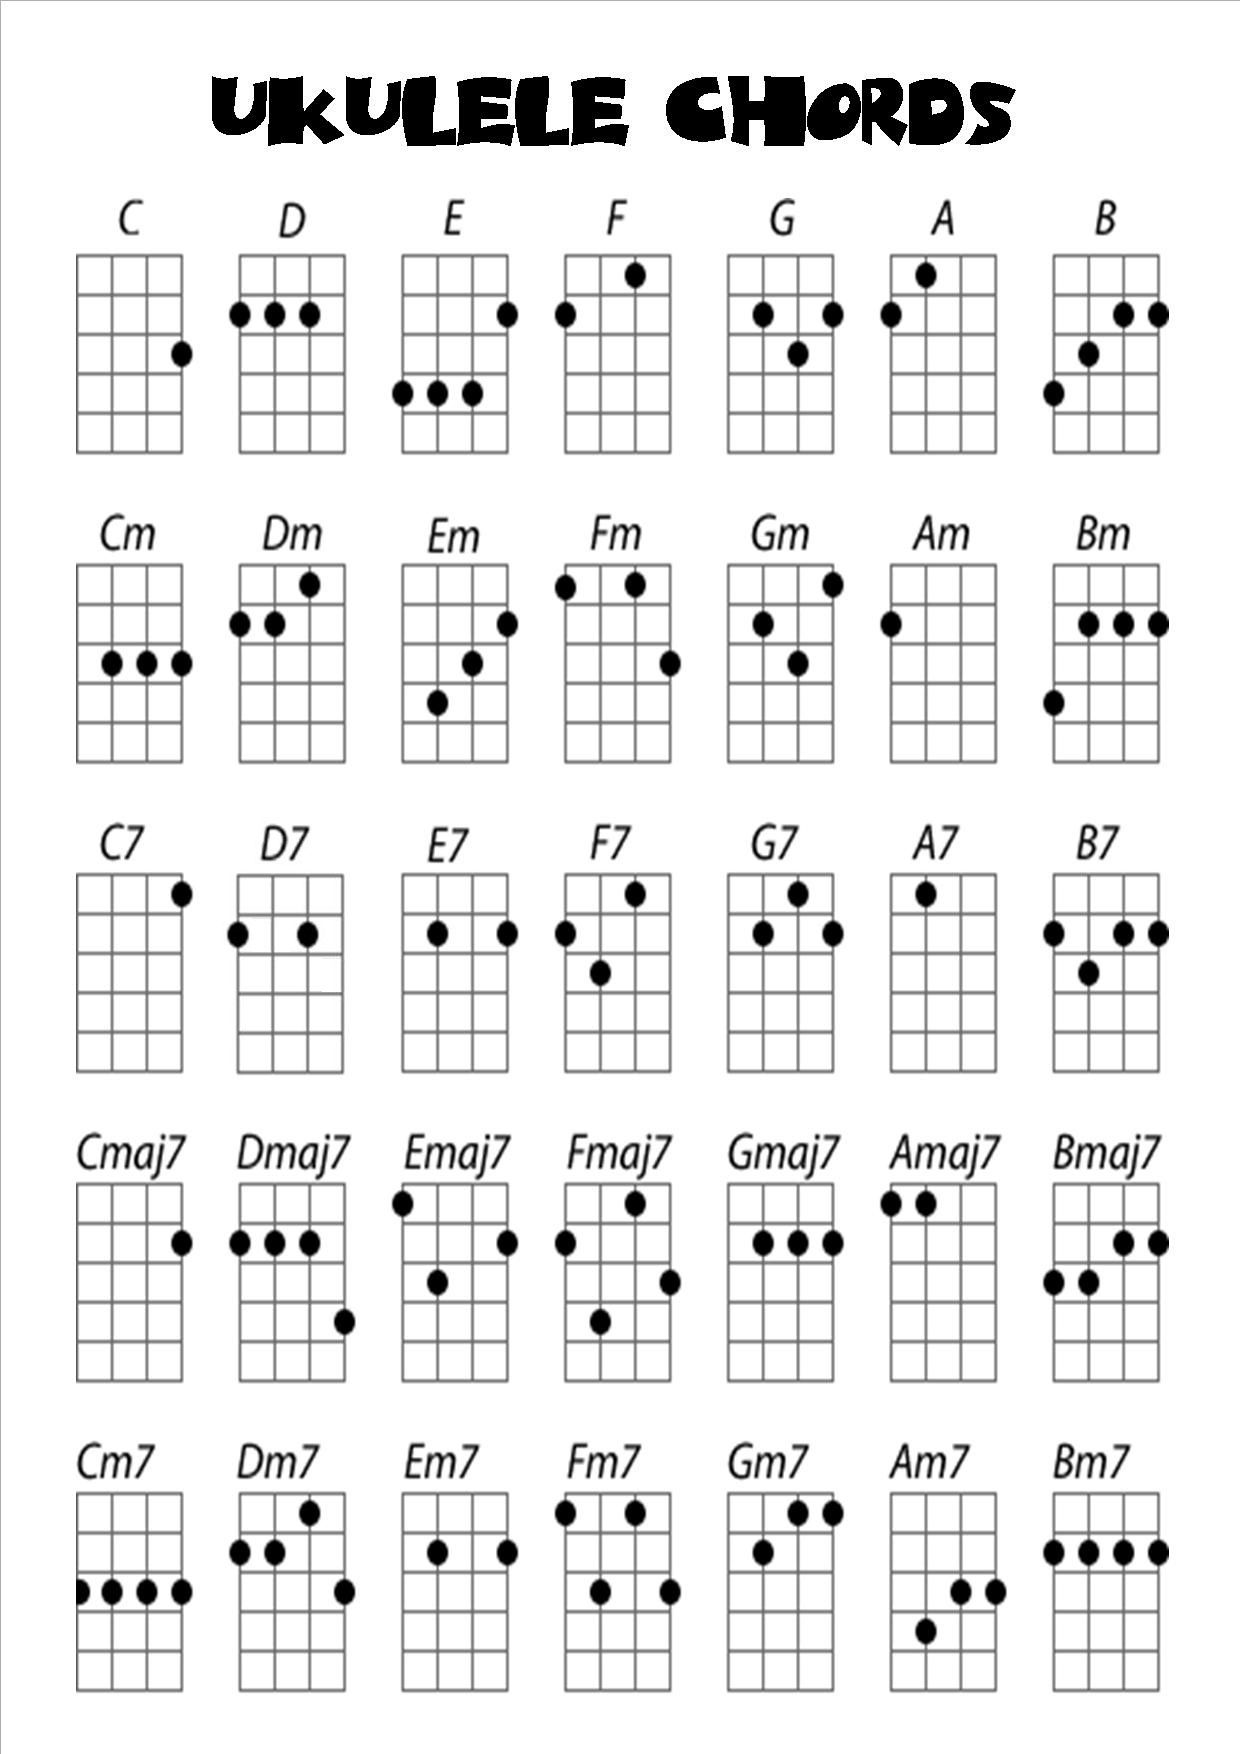 UKULELE CHORDS
C D E F G A B
Cm Dm Em Fm Gm Am Bm
C7 D7 E7 F7 G7 A7 B7
Cmaj7 Dmaj7 Emaj7 Fmaj7 Gmaj7 Amaj7 Bmaj7
Cm7 Dm7 Em7 Fm7 Gm7 Am7 Bm7